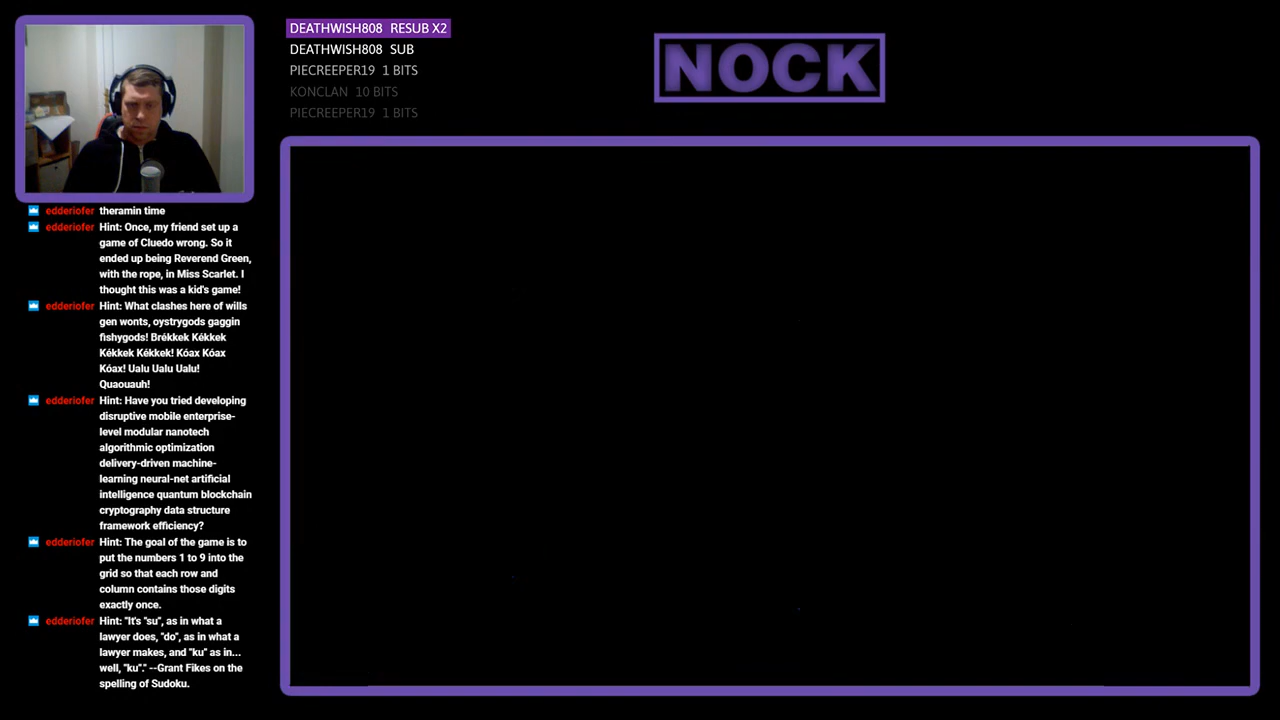 DEATHWISH808 RESUB X2
DEATHWISH808 SUB
PIECREEPER19 1 BITS
KONCLAN 10 BITS
PIECREEPER19 1 BITS
NOCK
edderiofer theramin time
edderiofer Hint: Once, my friend set up a
game of Cluedo wrong. So it
ended up being Reverend Green,
with the rope, in Miss Scarlet. I
thought this was a kid's game!
edderiofer Hint: What clashes here of wills
gen wonts, oystrygods gaggin
fishygods! Brékkek Kékkek
Kékkek Kékkek! Kóax Kóax
Kóax! Ualu Ualu Ualu!
Quaouauh!
edderiofer Hint: Have you tried developing
disruptive mobile enterprise-
level modular nanotech
algorithmic optimization
delivery-driven machine-
learning neural-net artificial
intelligence quantum blockchain
cryptography data structure
framework efficiency?
edderiofer Hint: The goal of the game is to
put the numbers 1 to 9 into the
grid so that each row and
column contains those digits
exactly once.
edderiofer Hint: "It's "su", as in what a
lawyer does, "do", as in what a
lawyer makes, and "ku" as in...
well, "ku"." --Grant Fikes on the
spelling of Sudoku.